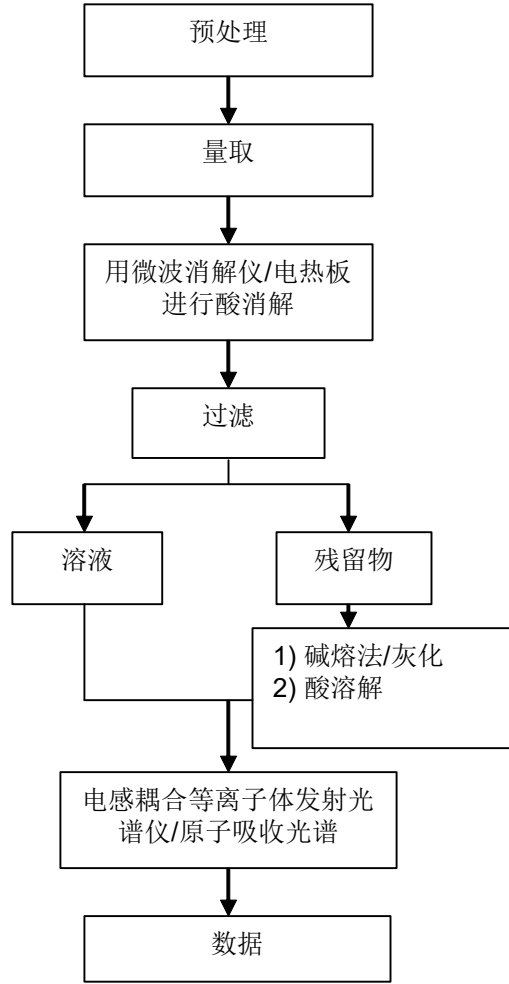 预处理
量取
用微波消解仪/电热板
进行酸消解
过滤
溶液
残留物
1) 碱熔法/灰化
2) 酸溶解
电感耦合等离子体发射光
谱仪/原子吸收光谱
数据